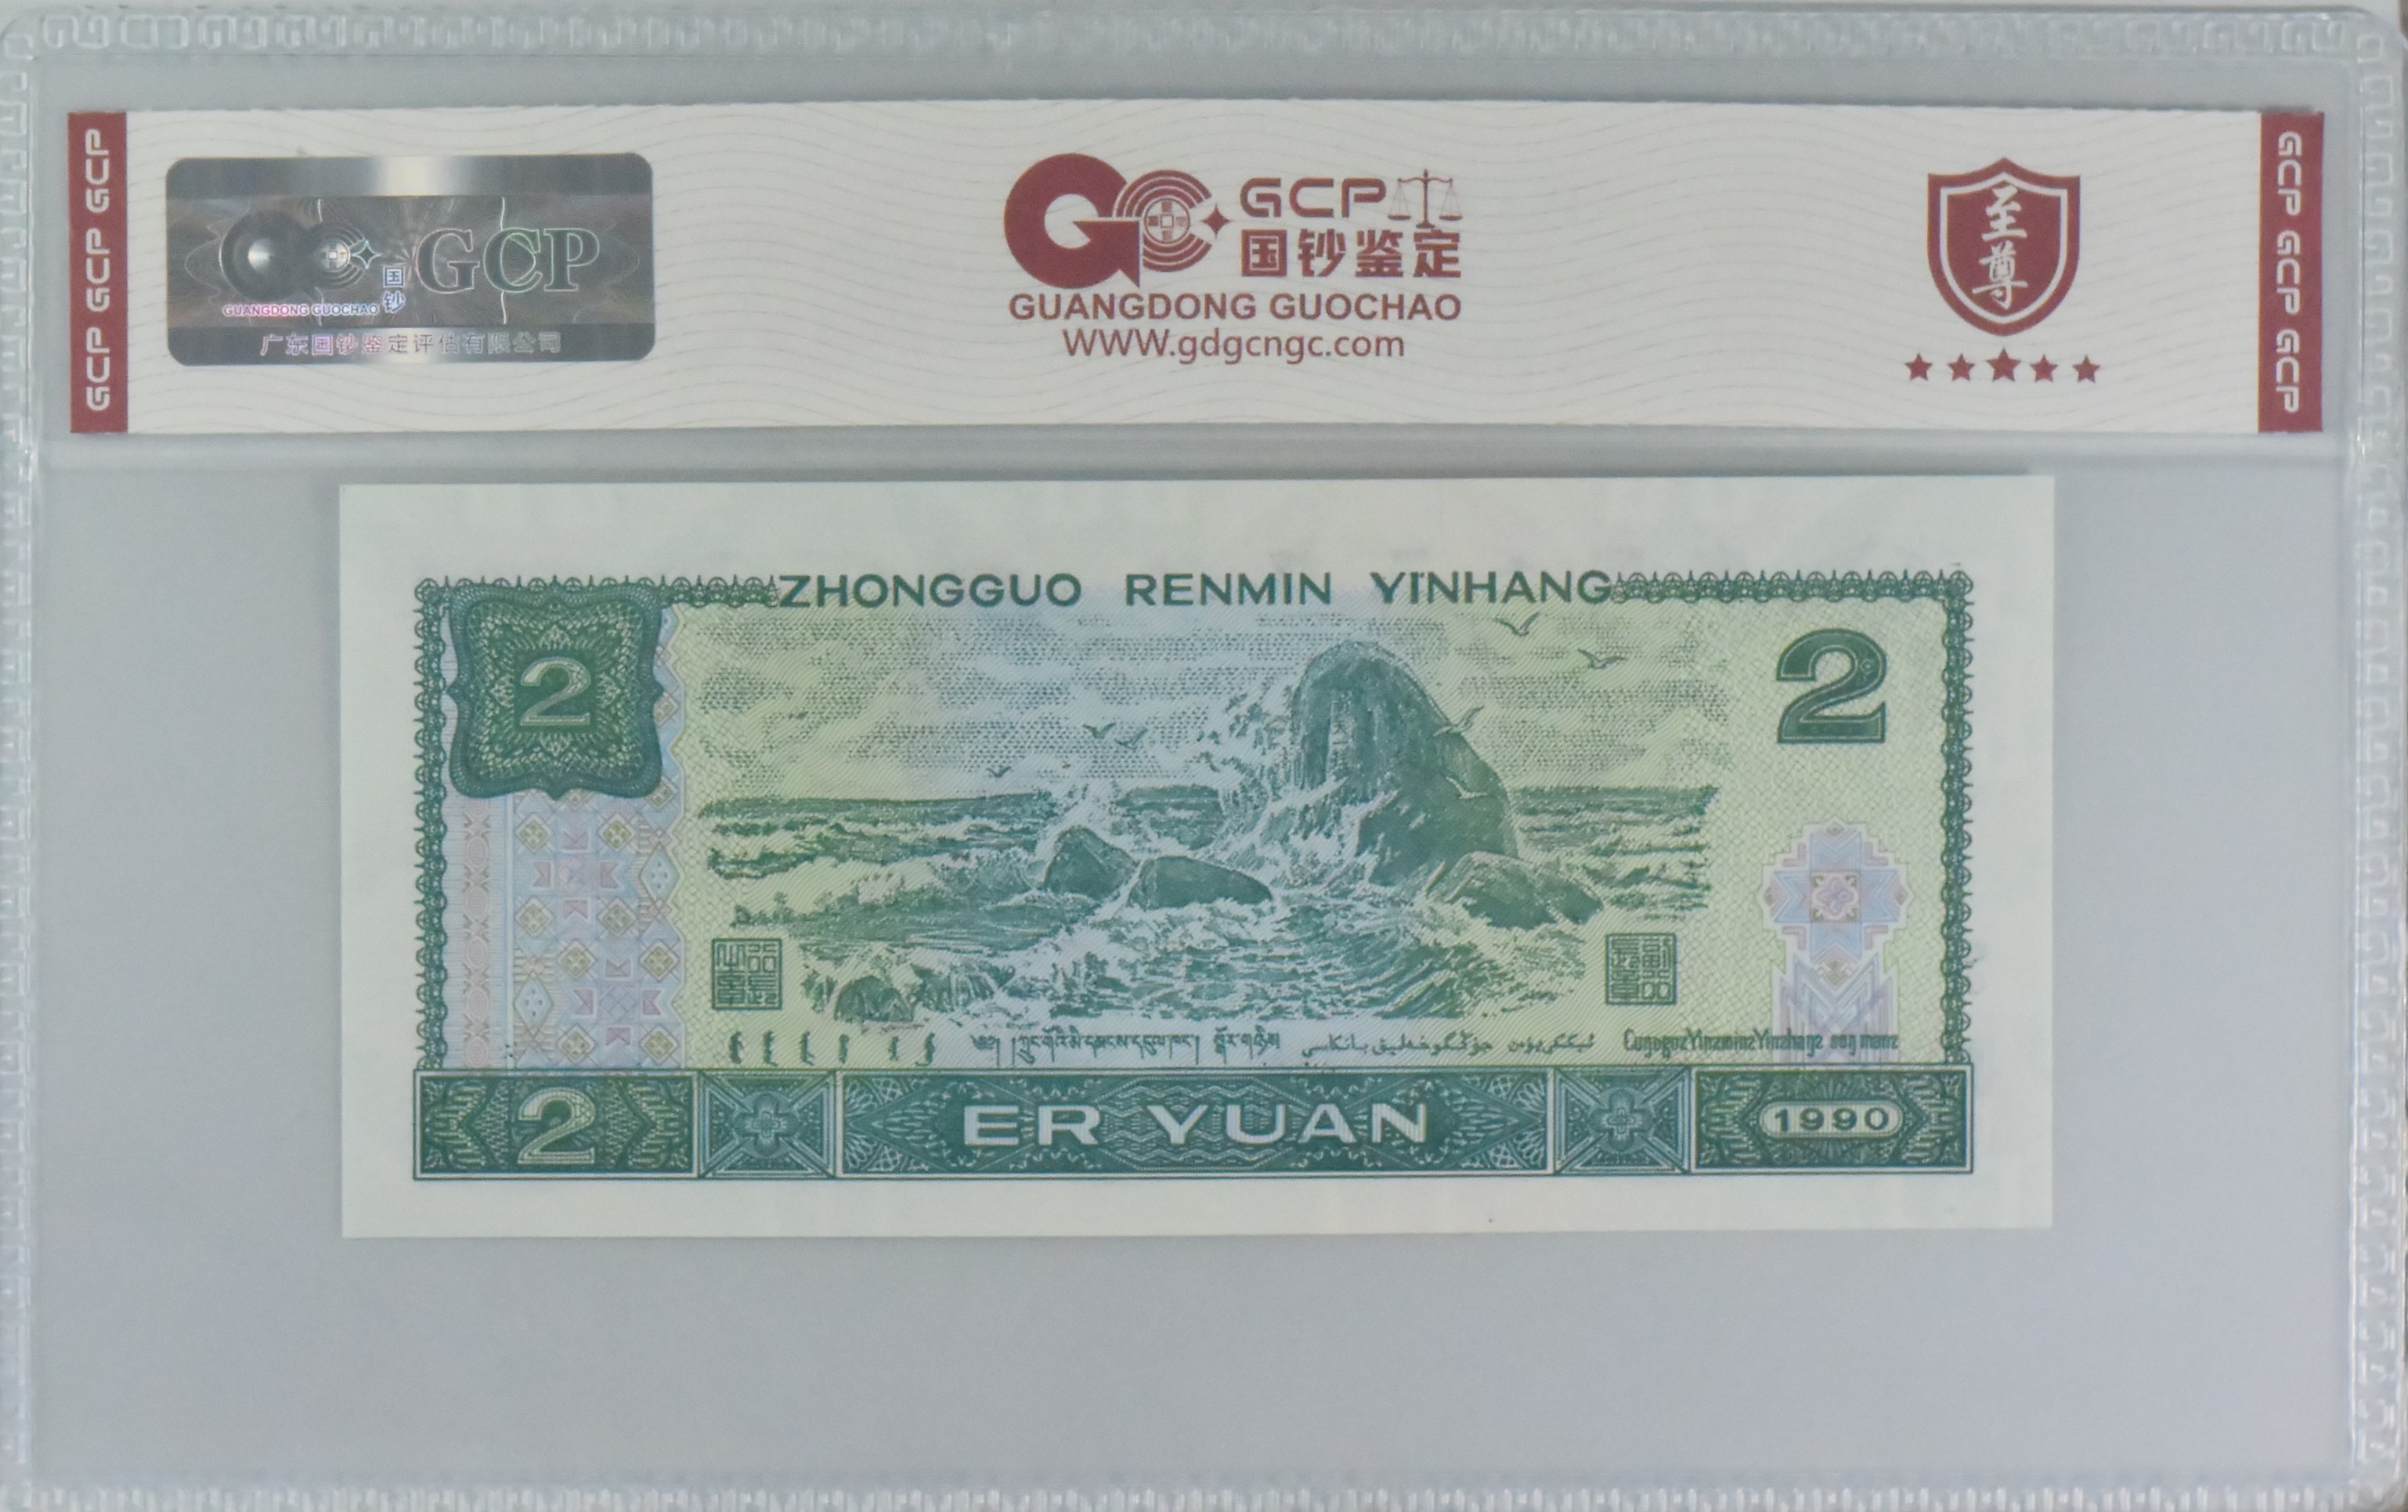 GCP GCP GCP
国钞
GCP
GUANGDONG GUOCHAO
广东国钞鉴定评估有限公司
GCP
国钞鉴定
GUANGDONG GUOCHAO
WWW.gdgcngc.com
至尊
GCP GCP GCP
ZHONGGUO RENMIN YINHANG
2
2
2
ER YUAN
1990